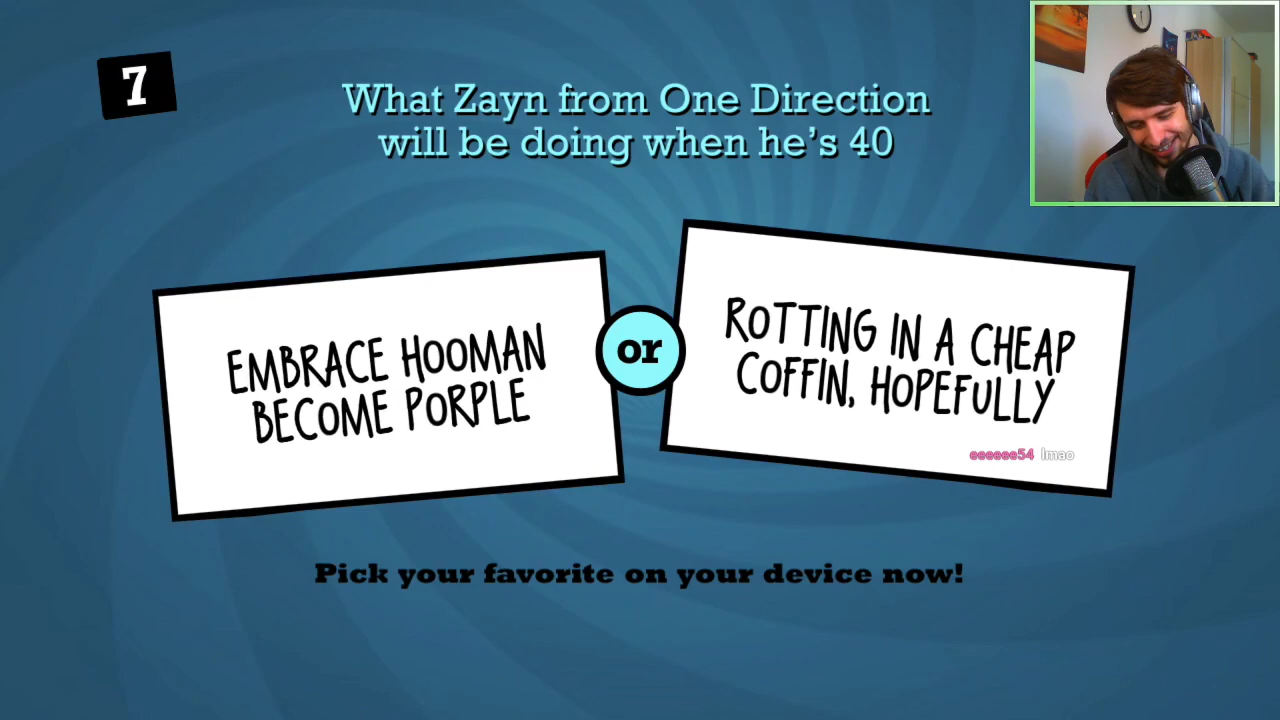 7
What Zayn from One Direction
will be doing when he's 40
EMBRACE HOOMAN
BECOME PORPLE
or
ROTTING IN A CHEAP
COFFIN, HOPEFULLY
eeeeee54 lmao
Pick your favorite on your device now!